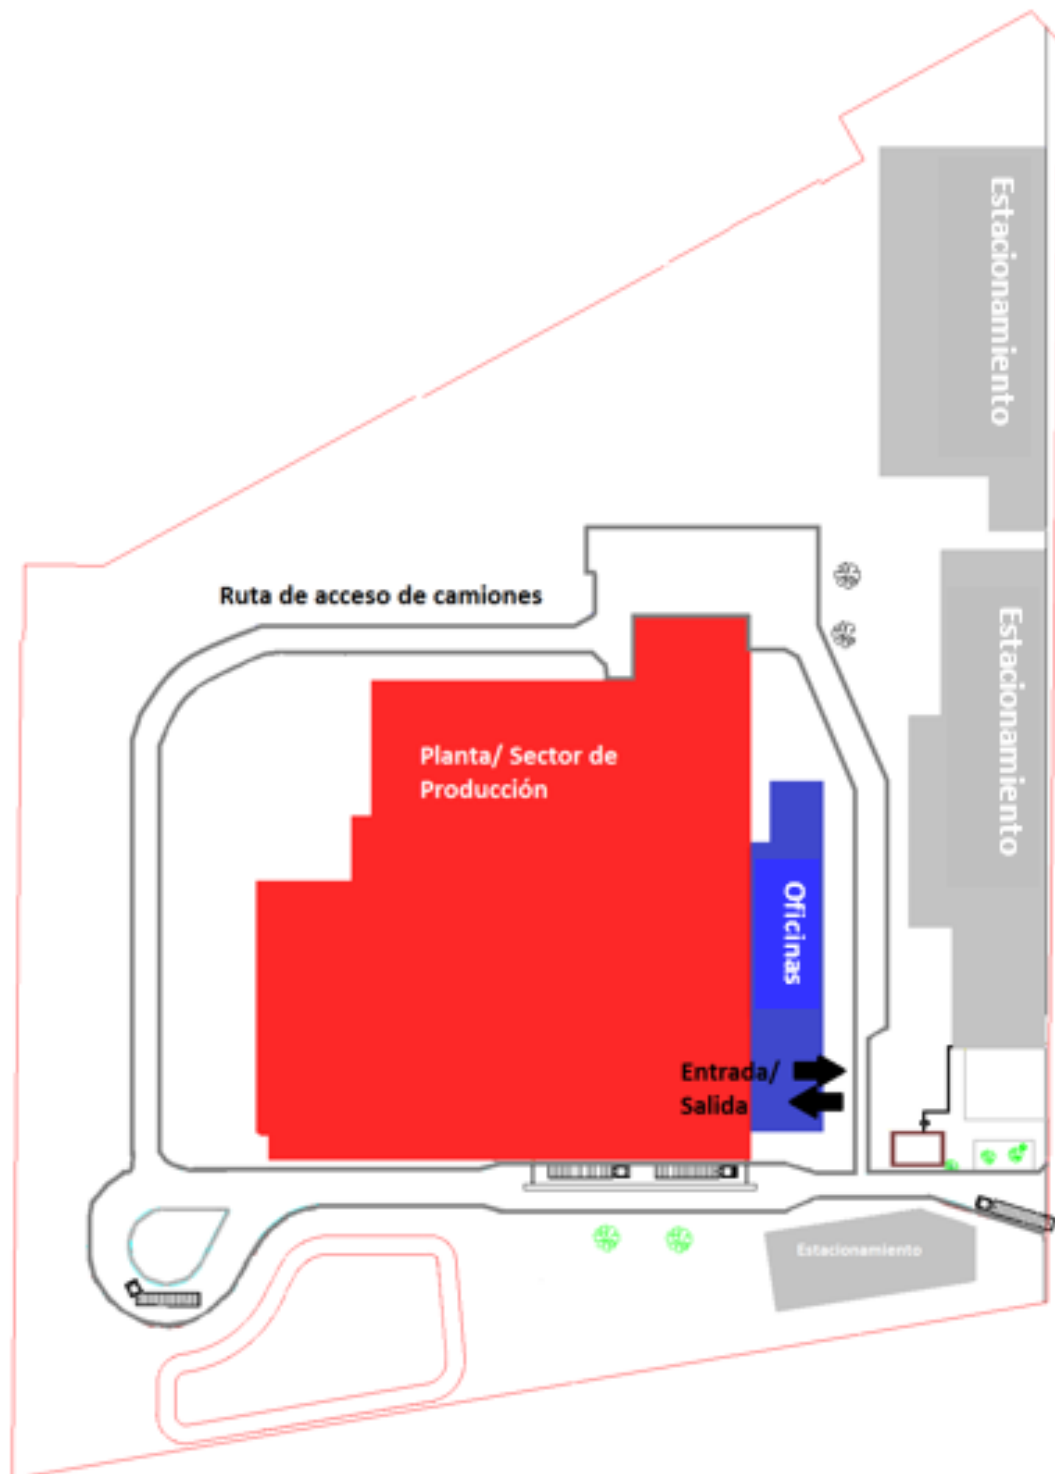 Estacionamiento
Ruta de acceso de camiones
Estacionamiento
Planta/ Sector de
Producción
Oficinas
Entrada/
Salida
Estacionamiento